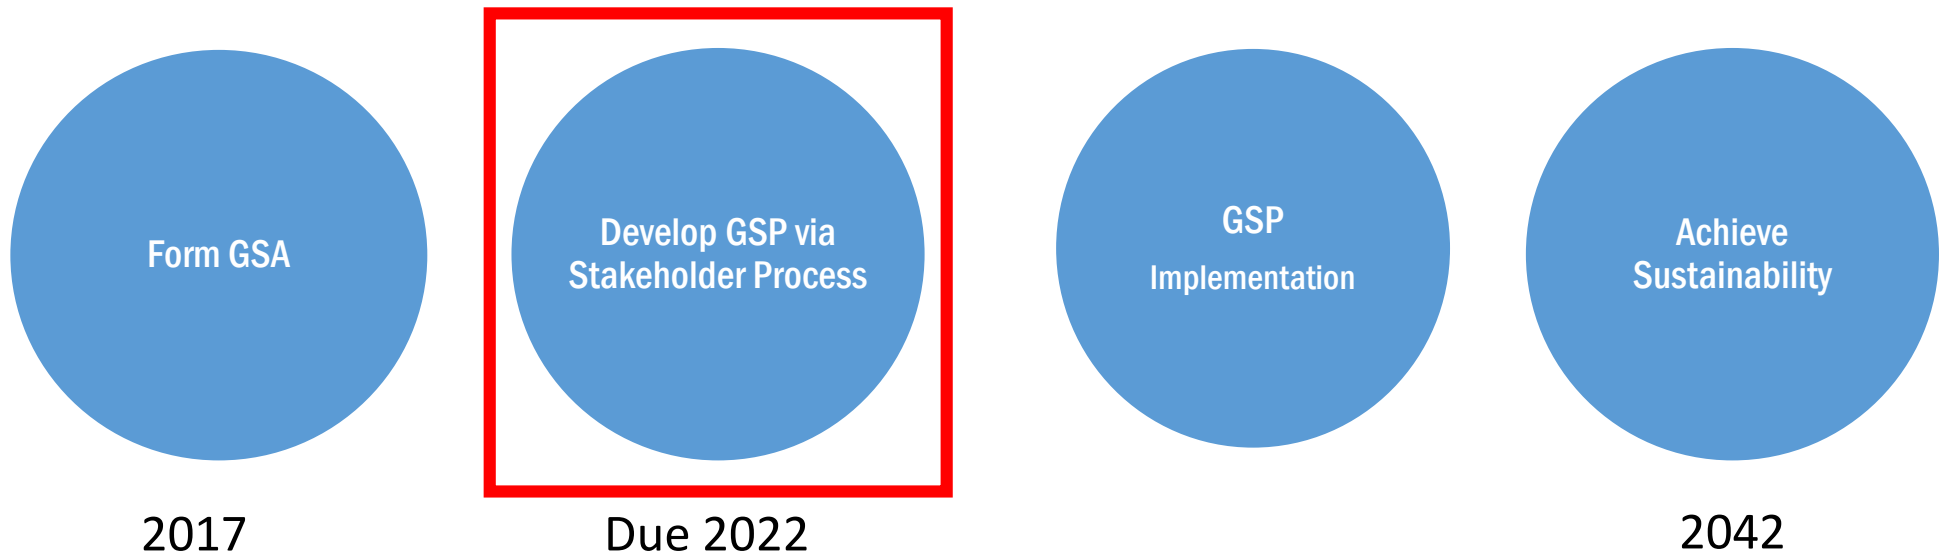 Form GSA
Develop GSP via
Stakeholder Process
GSP
Implementation
Achieve
Sustainability
2017
Due 2022
2042